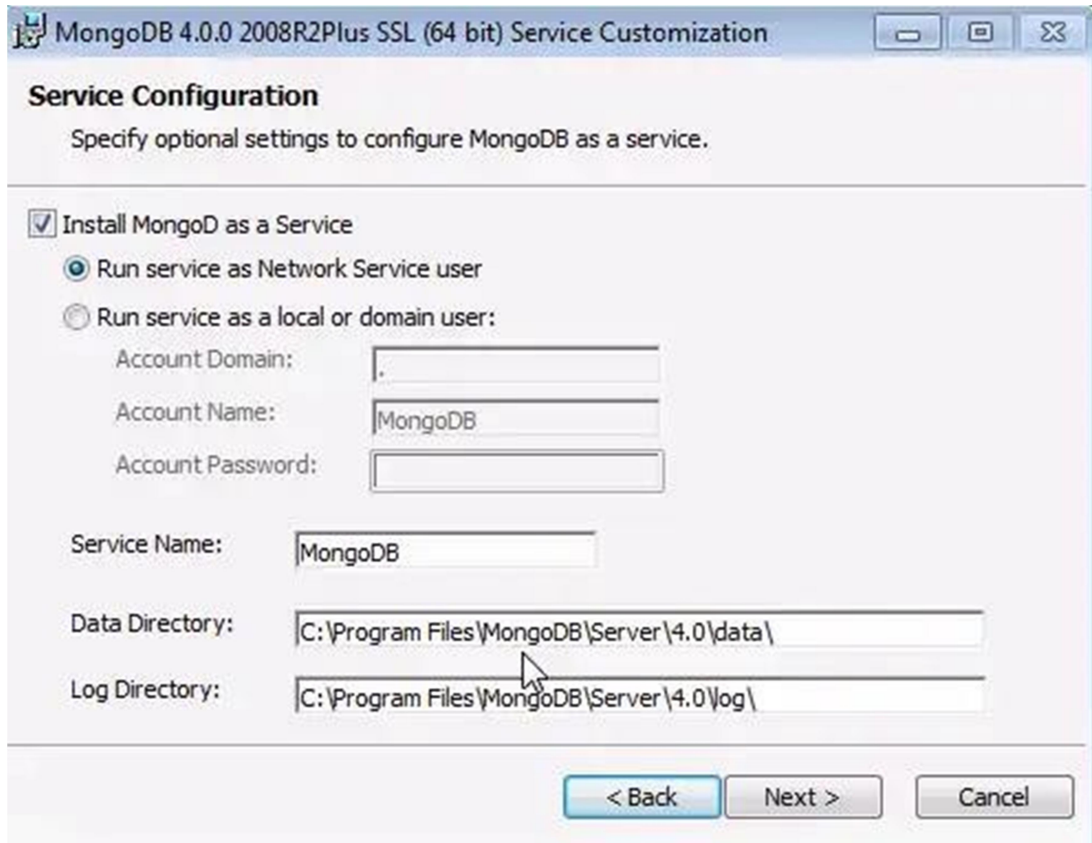 MongoDB 4.0.0 2008R2Plus SSL (64 bit) Service Customization
Service Configuration
Specify optional settings to configure MongoDB as a service.
Install MongoD as a Service
Run service as Network Service user
Run service as a local or domain user:
Account Domain: .
Account Name: MongoDB
Account Password:
Service Name: MongoDB
Data Directory: C:\Program Files\MongoDB\Server\4.0\data\
Log Directory: C:\Program Files\MongoDB\Server\4.0\log\
< Back Next > Cancel